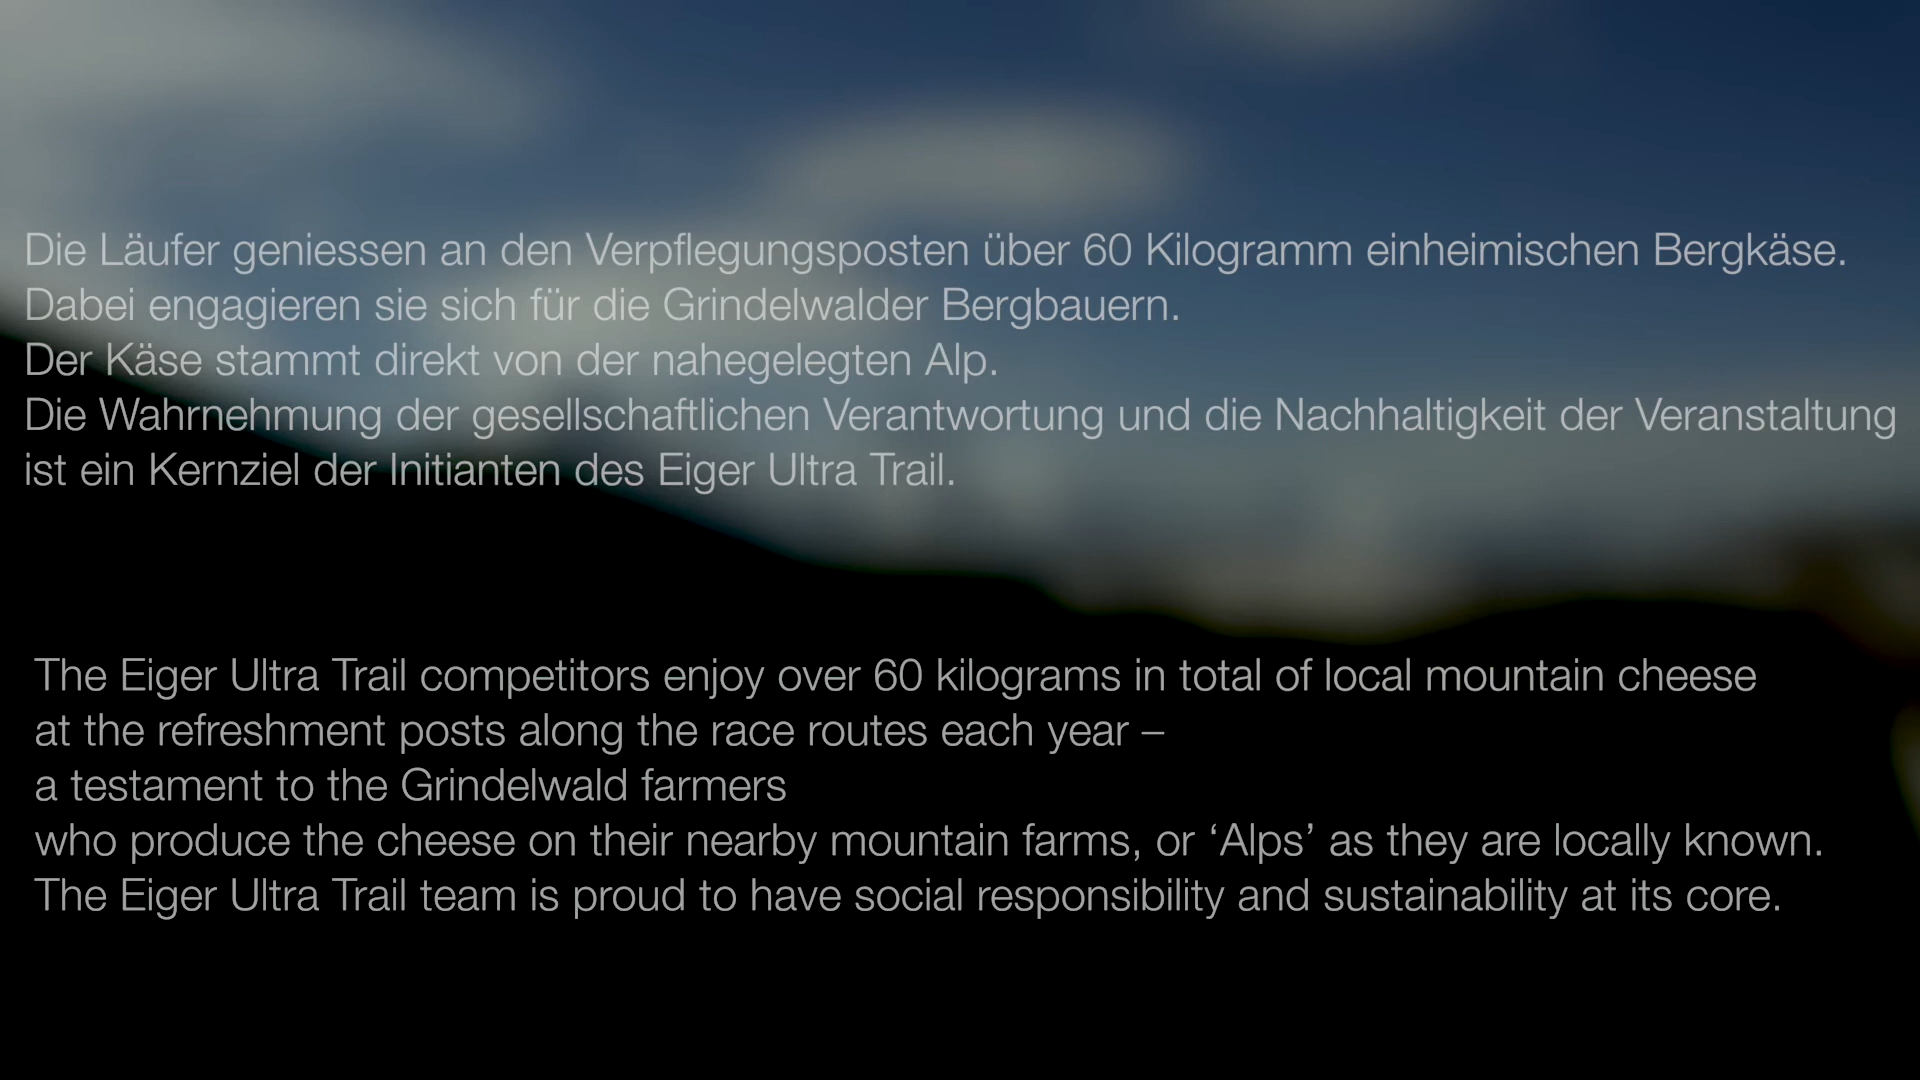 Die Läufer geniessen an den Verpflegungsposten über 60 Kilogramm einheimischen Bergkäse.
Dabei engagieren sie sich für die Grindelwalder Bergbauern.
Der Käse stammt direkt von der nahegelegten Alp.
Die Wahrnehmung der gesellschaftlichen Verantwortung und die Nachhaltigkeit der Veranstaltung
ist ein Kernziel der Initianten des Eiger Ultra Trail.
The Eiger Ultra Trail competitors enjoy over 60 kilograms in total of local mountain cheese
at the refreshment posts along the race routes each year –
a testament to the Grindelwald farmers
who produce the cheese on their nearby mountain farms, or ‘Alps’ as they are locally known.
The Eiger Ultra Trail team is proud to have social responsibility and sustainability at its core.